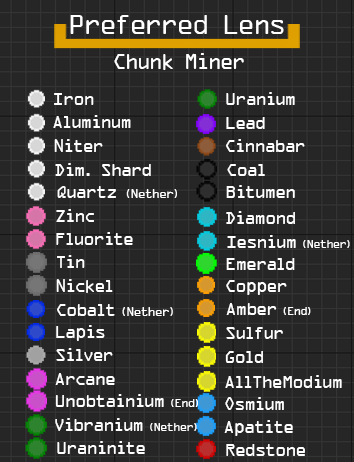 Preferred Lens
Chunk Miner
Iron
Aluminum
Niter
Dim. Shard
Quartz (Nether)
Zinc
Fluorite
Tin
Nickel
Cobalt (Nether)
Lapis
Silver
Arcane
Unobtainium (End)
Vibranium (Nether)
Uraninite
Uranium
Lead
Cinnabar
Coal
Bitumen
Diamond
Iesnium (Nether)
Emerald
Copper
Amber (End)
Sulfur
Gold
AllTheModium
Osmium
Apatite
Redstone